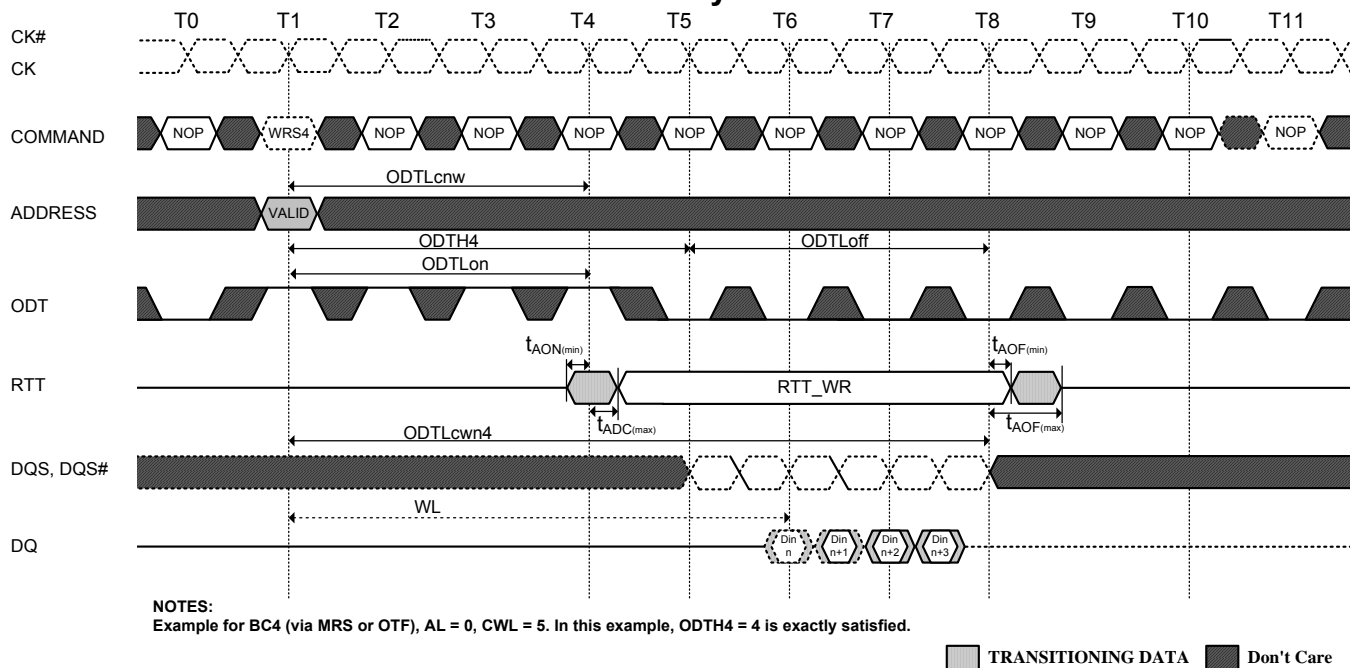 T0 T1 T2 T3 T4 T5 T6 T7 T8 T9 T10 T11
CK#
CK
COMMAND NOP WRS4 NOP NOP NOP NOP NOP NOP NOP NOP NOP NOP
ODTLcnw
ADDRESS VALID
ODTH4 ODTLoff
ODTLon
ODT
tAON(min) tAOF(min)
RTT RTT_WR
tADC(max) tAOF(max)
ODTLcwn4
DQS, DQS#
WL
DQ Din n Din n+1 Din n+2 Din n+3
NOTES:
Example for BC4 (via MRS or OTF), AL = 0, CWL = 5. In this example, ODTH4 = 4 is exactly satisfied.
TRANSITIONING DATA Don't Care